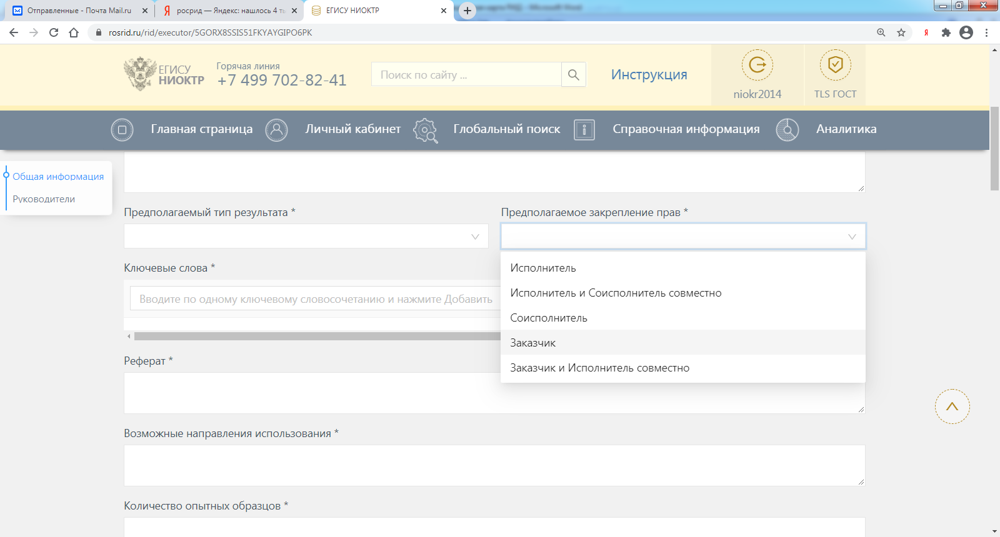 Отправленные - Почта Mail.ru
Я росрид — Яндекс: нашлось 4 ть
ЕГИСУ НИОКТР
rosrid.ru/rid/executor/5GORX8SSIS51FKYAYGIPO6PK
Я
ЕГИСУ
НИОКТР
Горячая линия
+7 499 702-82-41
Поиск по сайту ...
Инструкция
niokr2014
TLS ГОСТ
Главная страница
Личный кабинет
Глобальный поиск
Справочная информация
Аналитика
Общая информация
Руководители
Предполагаемый тип результата *
Предполагаемое закрепление прав *
Ключевые слова *
Вводите по одному ключевому словосочетанию и нажмите Добавить
Исполнитель
Исполнитель и Соисполнитель совместно
Соисполнитель
Заказчик
Заказчик и Исполнитель совместно
Реферат *
Возможные направления использования *
Количество опытных образцов *